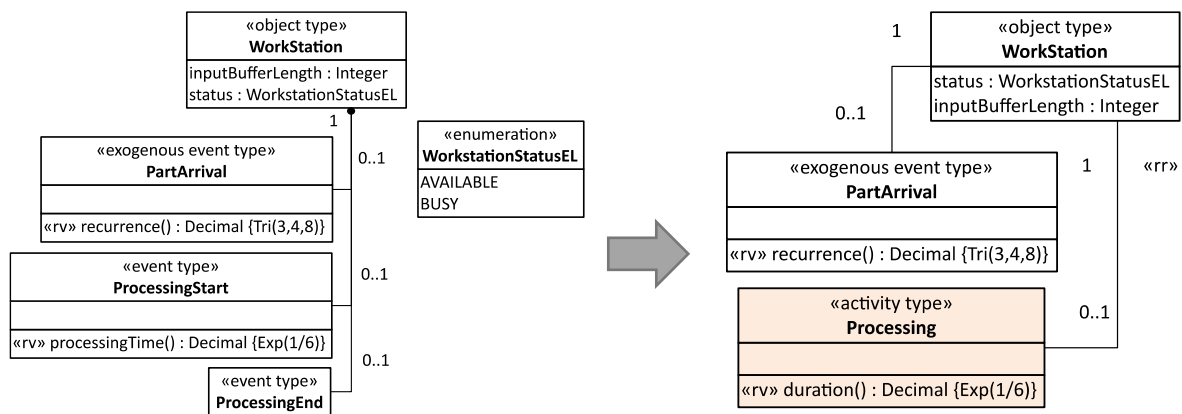 «object type»
WorkStation
inputBufferLength : Integer
status : WorkstationStatusEL
1
0..1
«exogenous event type»
PartArrival
«rv» recurrence() : Decimal {Tri(3,4,8)}
«enumeration»
WorkstationStatusEL
AVAILABLE
BUSY
0..1
«event type»
ProcessingStart
«rv» processingTime() : Decimal {Exp(1/6)}
0..1
«event type»
ProcessingEnd
1
«object type»
WorkStation
status : WorkstationStatusEL
inputBufferLength : Integer
0..1
«exogenous event type»
PartArrival
«rv» recurrence() : Decimal {Tri(3,4,8)}
1
«rr»
«activity type»
Processing
«rv» duration() : Decimal {Exp(1/6)}
0..1